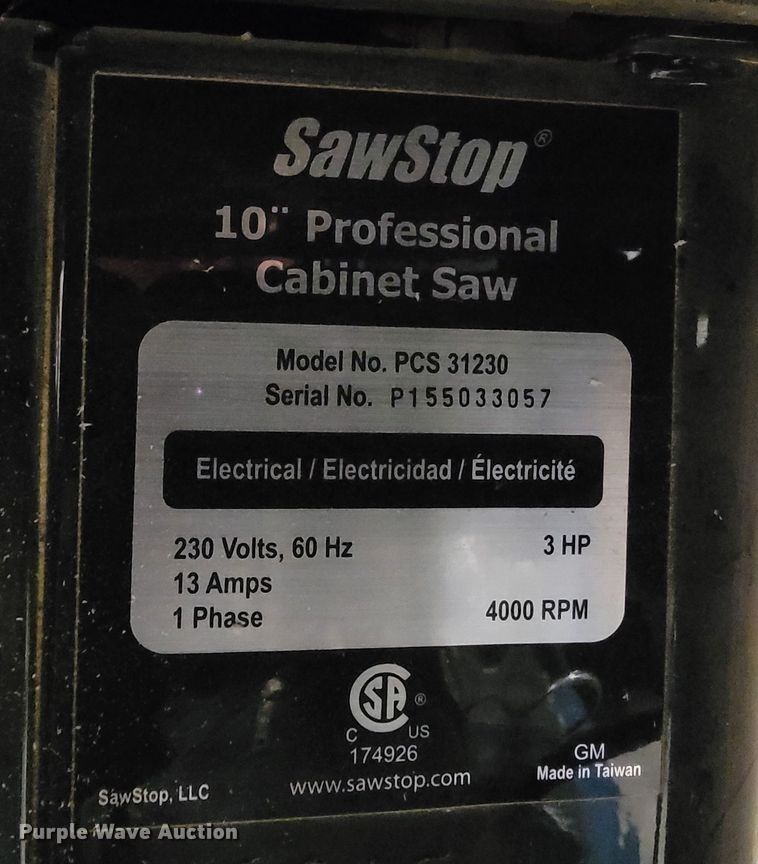 SawStop®
10¨ Professional
Cabinet Saw
Model No. PCS 31230
Serial No. P155033057
Electrical / Electricidad / Électricité
230 Volts, 60 Hz 3 HP
13 Amps
1 Phase 4000 RPM
SA ®
C US
174926
GM
SawStop, LLC www.sawstop.com Made in Taiwan
Purple Wave Auction